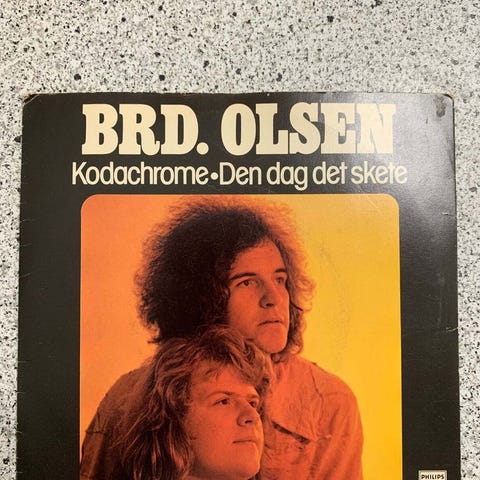 BRD. OLSEN
Kodachrome•Den dag det skete
PHILIPS